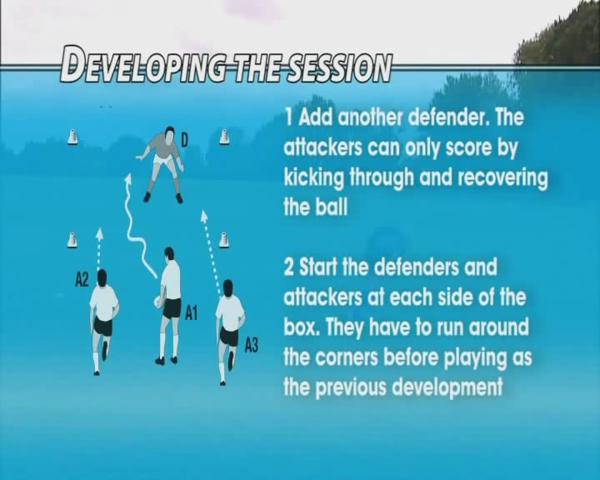 DEVELOPING THE SESSION
1 Add another defender. The
attackers can only score by
kicking through and recovering
the ball
D
A2
A1
A3
2 Start the defenders and
attackers at each side of the
box. They have to run around
the corners before playing as
the previous development